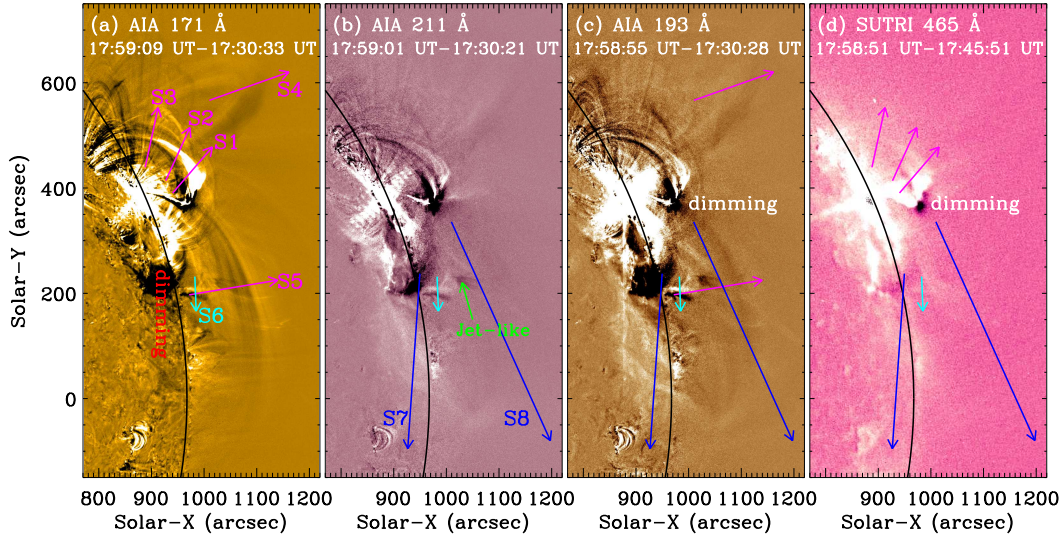 (a) AIA 171 Å
17:59:09 UT-17:30:33 UT
S3
S2
S1
S4
S5
S6
dimming
(b) AIA 211 Å
17:59:01 UT-17:30:21 UT
Jet-like
S7
S8
(c) AIA 193 Å
17:58:55 UT-17:30:28 UT
dimming
(d) SUTRI 465 Å
17:58:51 UT-17:45:51 UT
dimming
Solar-Y (arcsec)
600
400
200
0
800 900 1000 1100 1200
900 1000 1100 1200
900 1000 1100 1200
900 1000 1100 1200
Solar-X (arcsec)
Solar-X (arcsec)
Solar-X (arcsec)
Solar-X (arcsec)